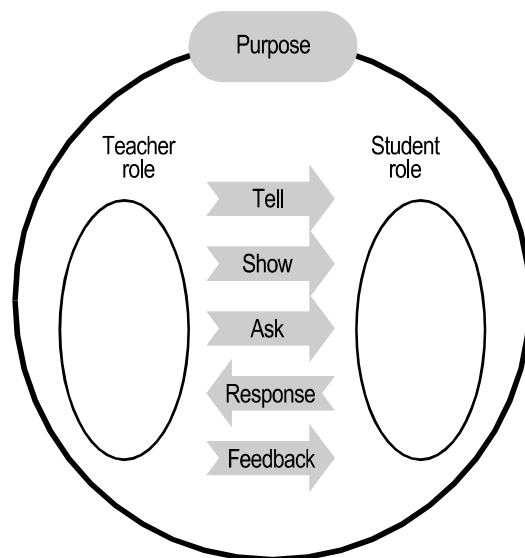 Purpose
Teacher
role
Student
role
Tell
Show
Ask
Response
Feedback